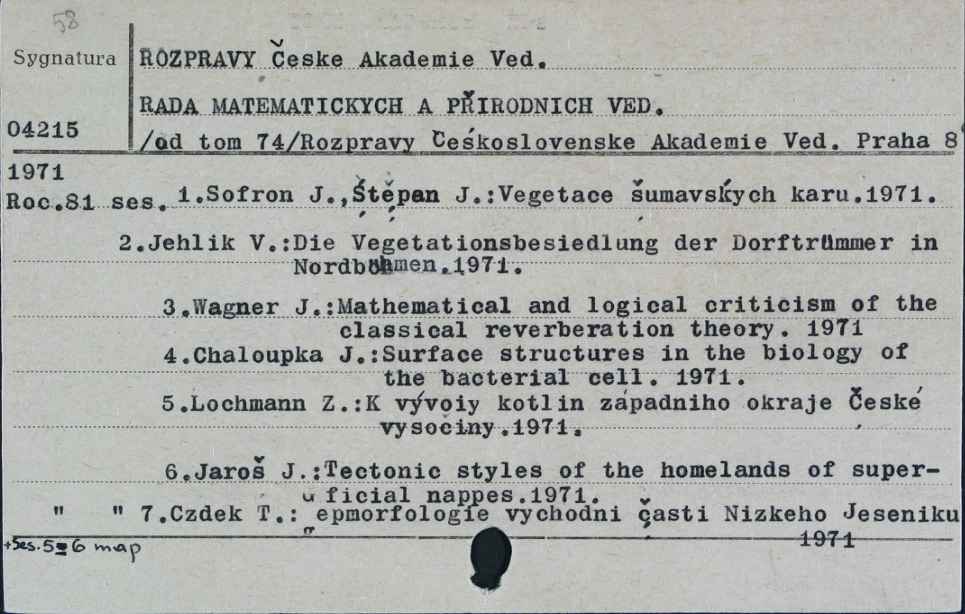 58
Sygnatura
ROZPRAVY Česke Akademie Ved.
RADA MATEMATICKYCH A PŘIRODNICH VED.
04215
/od tom 74/Rozpravy Československe Akademie Ved. Praha 8
1971
Roc.81 ses. 1.Sofron J.,Štěpan J.:Vegetace šumavských karu.1971.
2.Jehlik V.:Die Vegetationsbesiedlung der Dorftrümmer in
Nordböhmen.1971.
3.Wagner J.:Mathematical and logical criticism of the
classical reverberation theory. 1971
4.Chaloupka J.:Surface structures in the biology of
the bacterial cell. 1971.
5.Lochmann Z.:K vývoiy kotlin západniho okraje České
vysočiny.1971.
6.Jaroš J.:Tectonic styles of the homelands of super-
ficial nappes.1971.
" " 7.Czdek T.: epmorfologie vychodni časti Nizkeho Jeseniku
1971
+Ses. 5 i 6 map